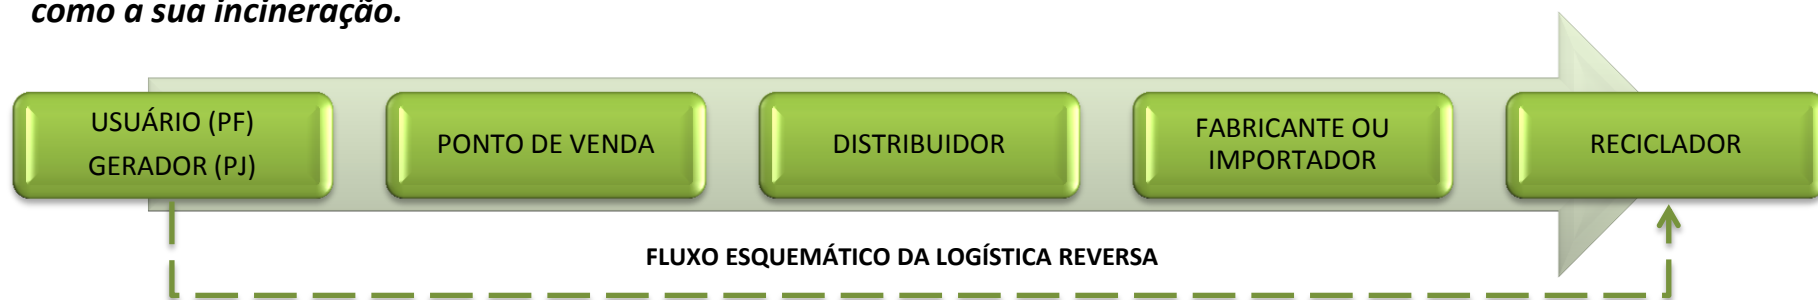 como a sua incineração.
USUÁRIO (PF)
GERADOR (PJ)
PONTO DE VENDA
DISTRIBUIDOR
FABRICANTE OU
IMPORTADOR
RECICLADOR
FLUXO ESQUEMÁTICO DA LOGÍSTICA REVERSA